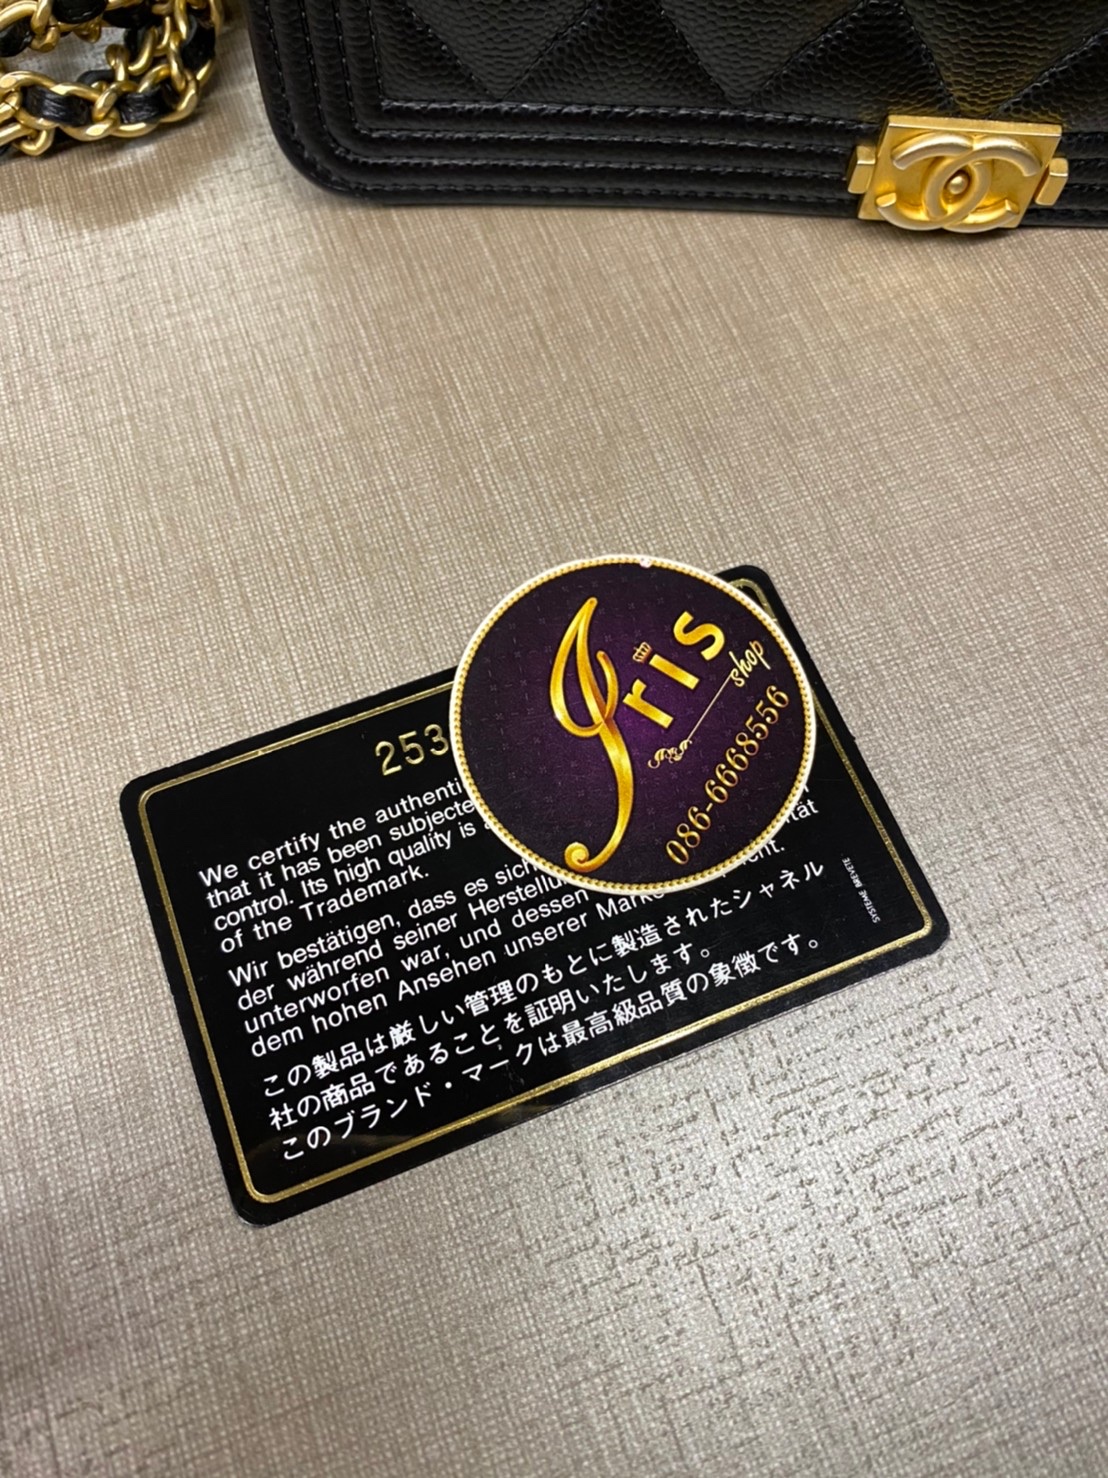 253
We certify the authenti
that it has been subjecte
control. Its high quality is
of the Trademark.
Wir bestätigen, dass es sich
der während seiner Herstellu
unterworfen war, und dessen
dem hohen Ansehen unserer Marke
この製品は厳しい管理のもとに製造されたシャネル
社の商品であることを証明いたします。
このブランド・マークは最高級品質の象徴です。
Iris
shop
086-6668556